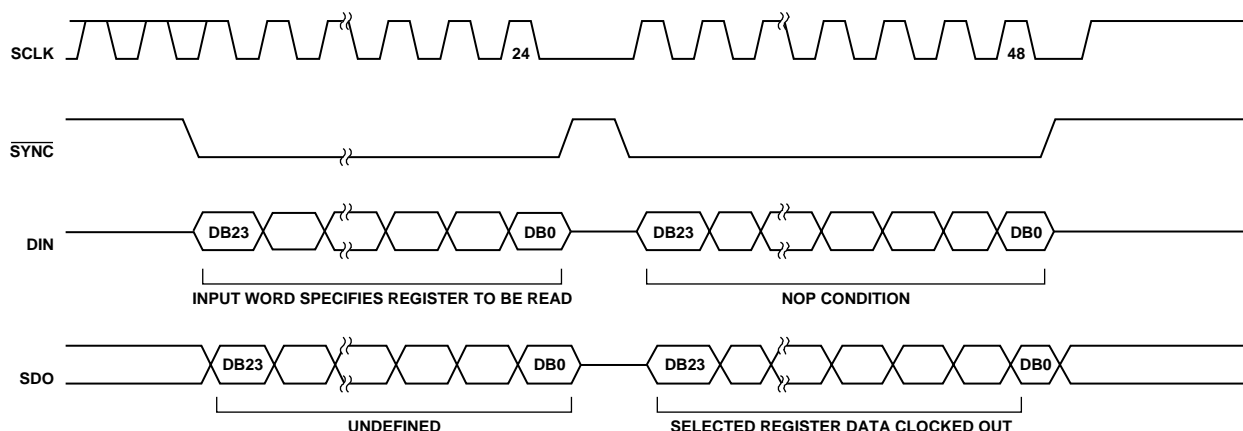 SCLK
24
48
SYNC
DIN
DB23
DB0
DB23
DB0
INPUT WORD SPECIFIES REGISTER TO BE READ
NOP CONDITION
SDO
DB23
DB0
DB23
DB0
UNDEFINED
SELECTED REGISTER DATA CLOCKED OUT